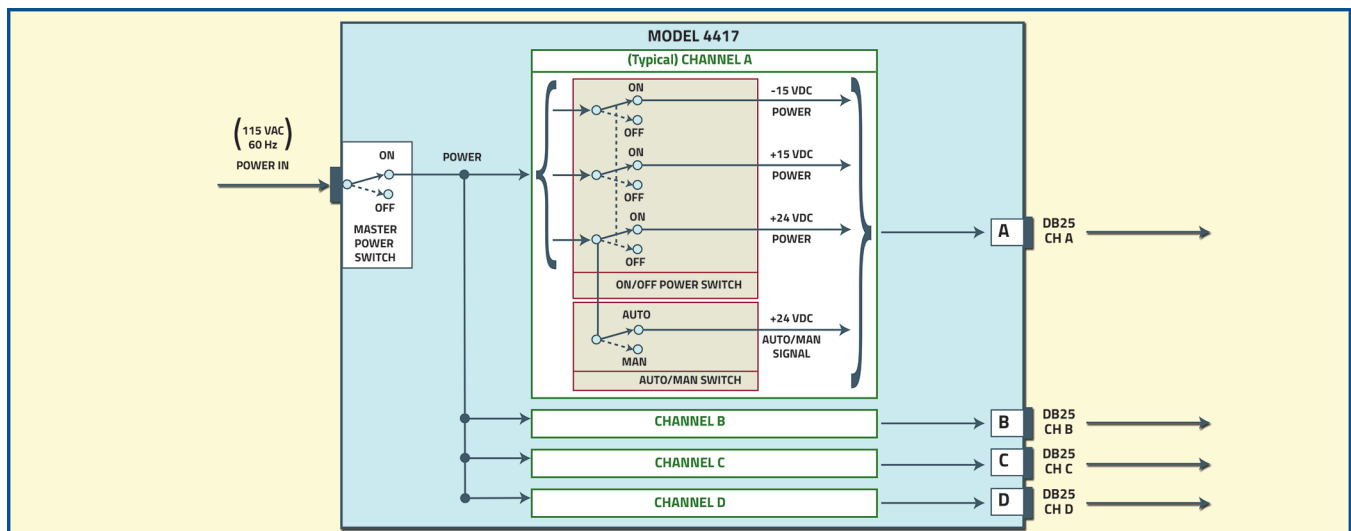 MODEL 4417
(Typical) CHANNEL A
ON
OFF
-15 VDC
POWER
ON
OFF
+15 VDC
POWER
ON
OFF
+24 VDC
POWER
ON/OFF POWER SWITCH
AUTO
MAN
+24 VDC
AUTO/MAN
SIGNAL
AUTO/MAN SWITCH
(115 VAC
60 Hz)
POWER IN
ON
OFF
MASTER
POWER
SWITCH
POWER
A
DB25
CH A
CHANNEL B
B
DB25
CH B
CHANNEL C
C
DB25
CH C
CHANNEL D
D
DB25
CH D